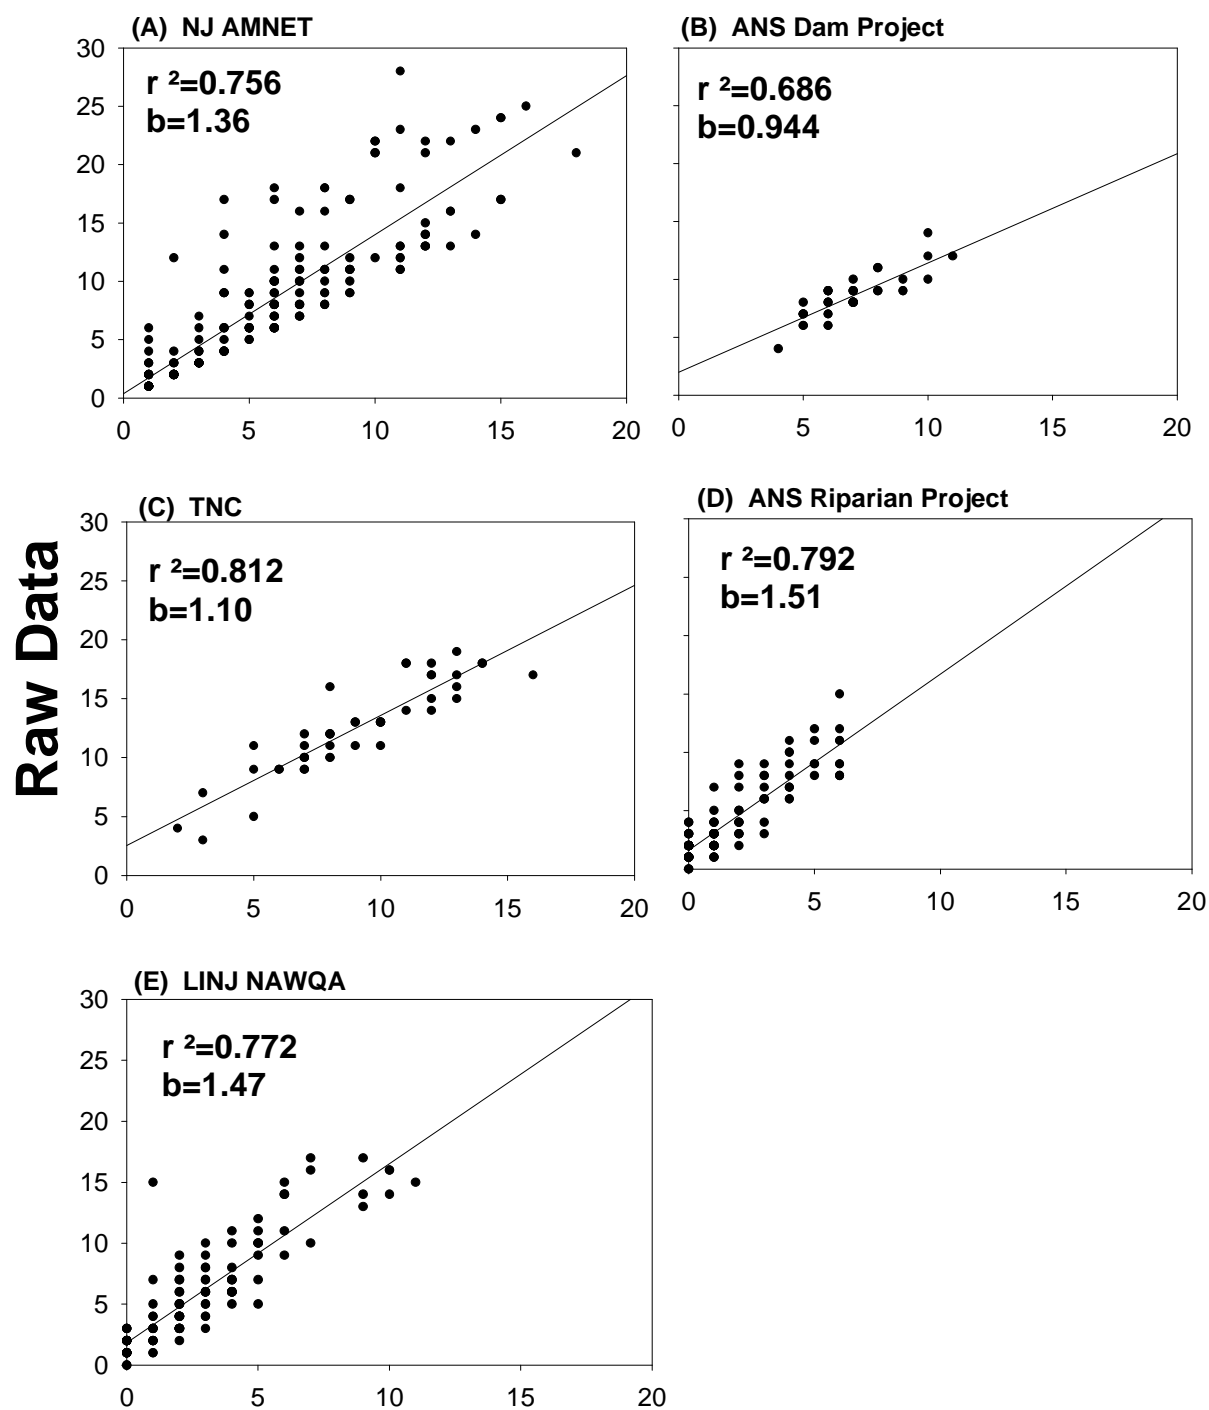 (A) NJ AMNET
r ²=0.756
b=1.36
30
25
20
15
10
5
0
0 5 10 15 20
(B) ANS Dam Project
r ²=0.686
b=0.944
0 5 10 15 20
Raw Data
(C) TNC
r ²=0.812
b=1.10
30
25
20
15
10
5
0
0 5 10 15 20
(D) ANS Riparian Project
r ²=0.792
b=1.51
0 5 10 15 20
(E) LINJ NAWQA
r ²=0.772
b=1.47
30
25
20
15
10
5
0
0 5 10 15 20